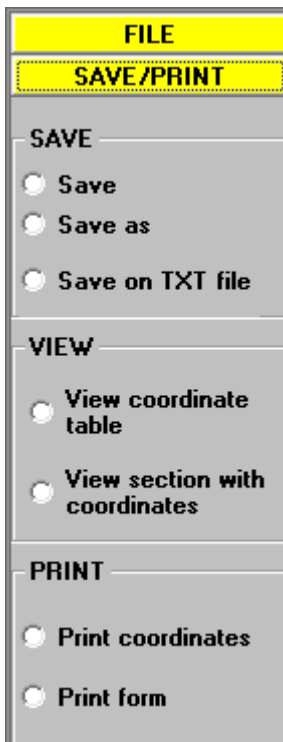 FILE
SAVE/PRINT
SAVE
Save
Save as
Save on TXT file
VIEW
View coordinate
table
View section with
coordinates
PRINT
Print coordinates
Print form